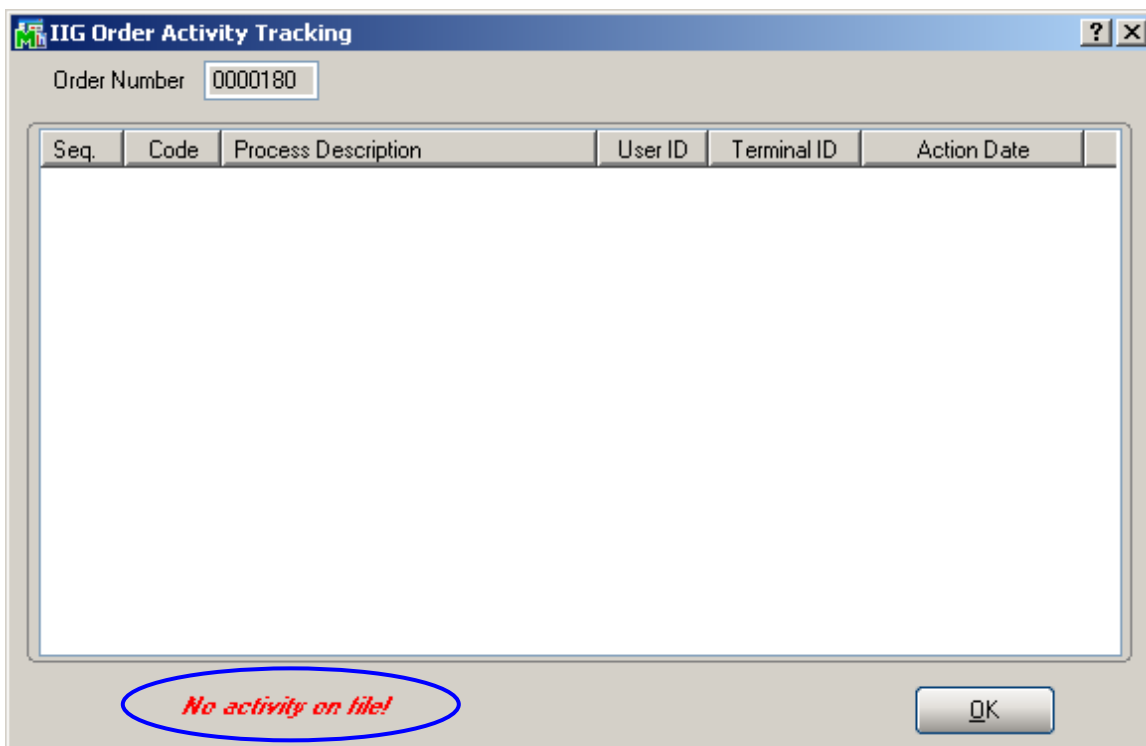 IIG Order Activity Tracking
Order Number 0000180
Seq. Code Process Description User ID Terminal ID Action Date
No activity on file!
OK